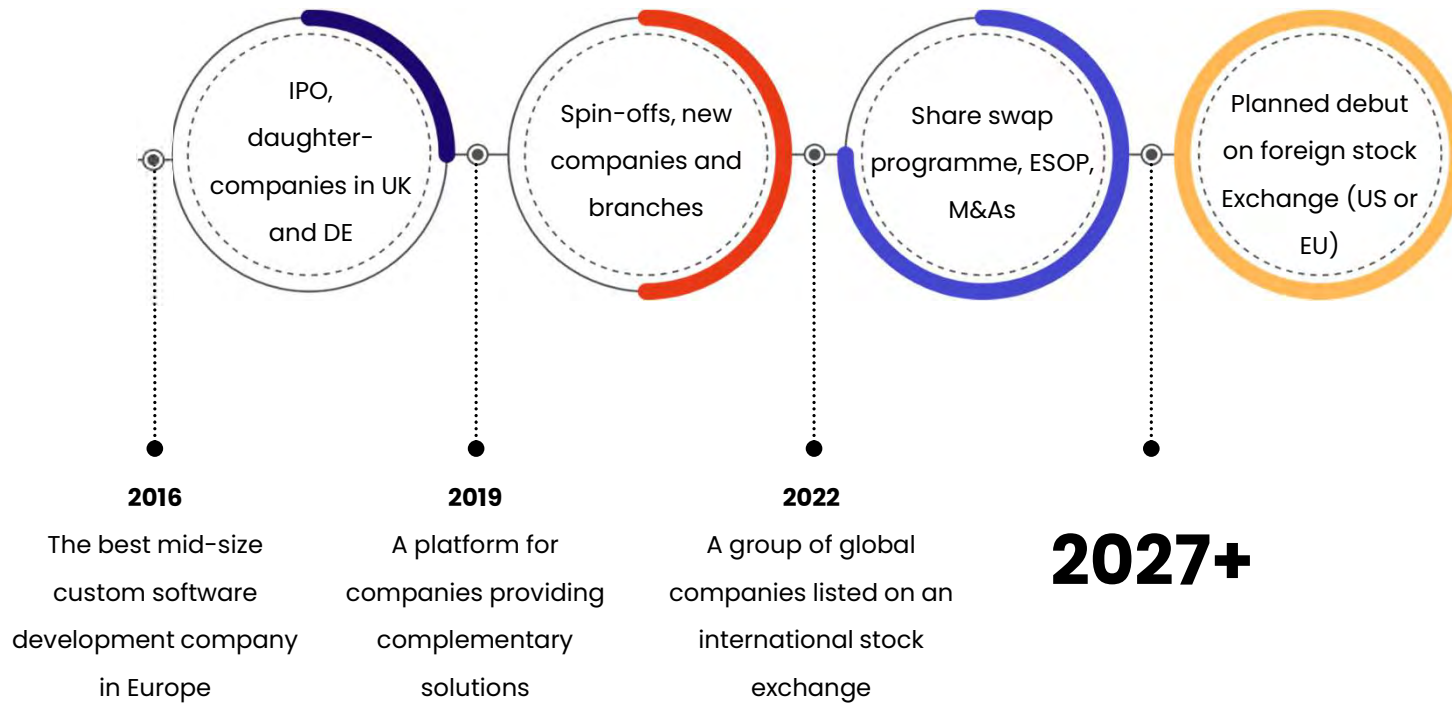 IPO,
daughter-
companies in UK
and DE
Spin-offs, new
companies and
branches
Share swap
programme, ESOP,
M&As
Planned debut
on foreign stock
Exchange (US or
EU)
2016
The best mid-size
custom software
development company
in Europe
2019
A platform for
companies providing
complementary
solutions
2022
A group of global
companies listed on an
international stock
exchange
2027+